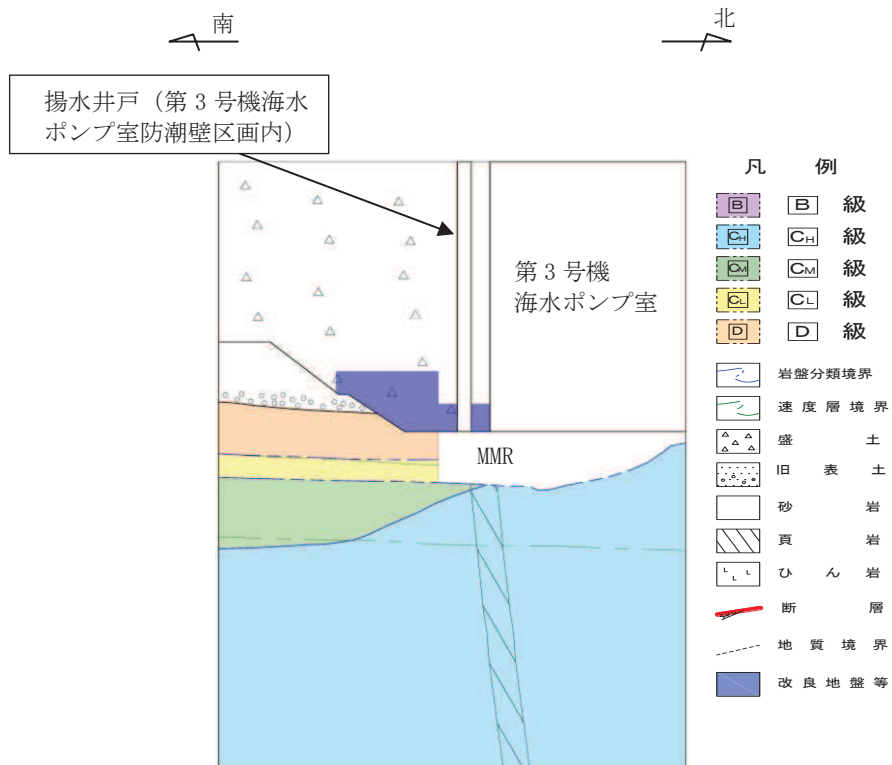 南
北
揚水井戸（第3号機海水
ポンプ室防潮壁区画内）
第3号機
海水ポンプ室
MMR
凡 例
B B 級
CH CH 級
CM CM 級
CL CL 級
D D 級
岩盤分類境界
速度層境界
盛土
旧表土
砂岩
頁岩
ひん岩
断層
地質境界
改良地盤等